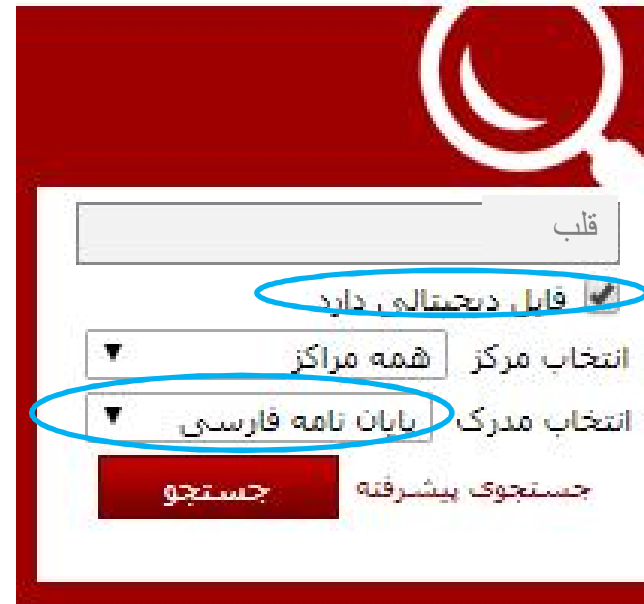 قلب
فایل دیجیتالی دارد
انتخاب مرکز همه مراکز
انتخاب مدرک پایان نامه فارسی
جستجوی پیشرفته جستجو